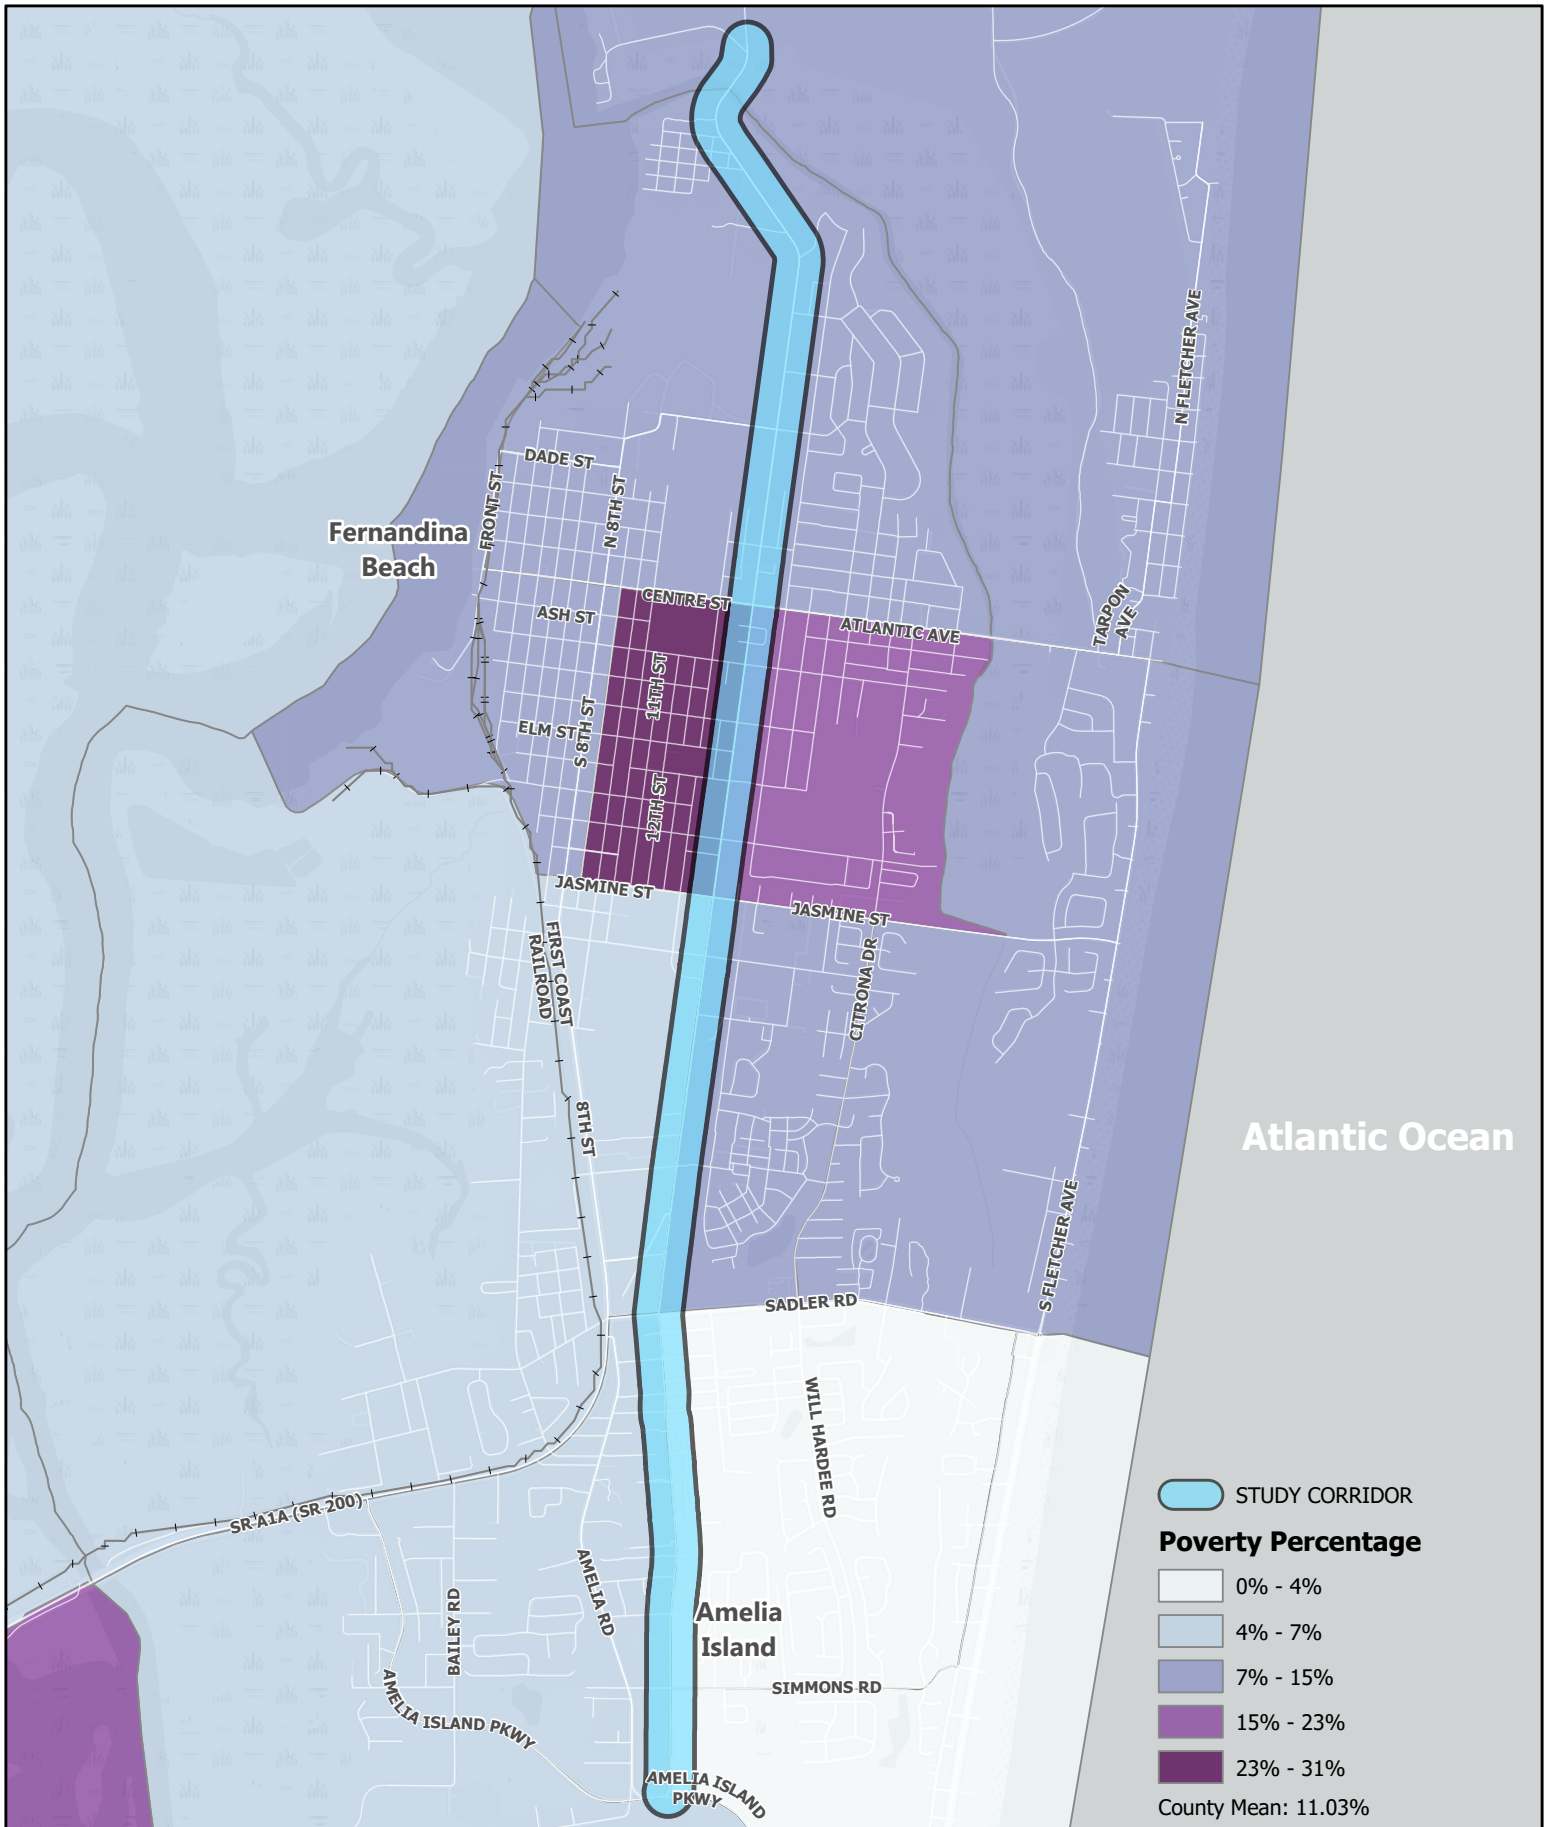 N FLETCHER AVE
DADE ST
FRONT ST
N 8TH ST
Fernandina
Beach
CENTRE ST
ASH ST
ATLANTIC AVE
TARPON
AVE
11TH ST
ELM ST
S 8TH ST
12TH ST
JASMINE ST
JASMINE ST
FIRST COAST
RAILROAD
CITRONA DR
8TH ST
Atlantic Ocean
S FLETCHER AVE
SADLER RD
WILL HARDEE RD
SR A1A (SR 200)
AMELIA RD
BAILEY RD
Amelia
Island
SIMMONS RD
AMELIA ISLAND PKWY
AMELIA ISLAND
PKWY
STUDY CORRIDOR
Poverty Percentage
0% - 4%
4% - 7%
7% - 15%
15% - 23%
23% - 31%
County Mean: 11.03%